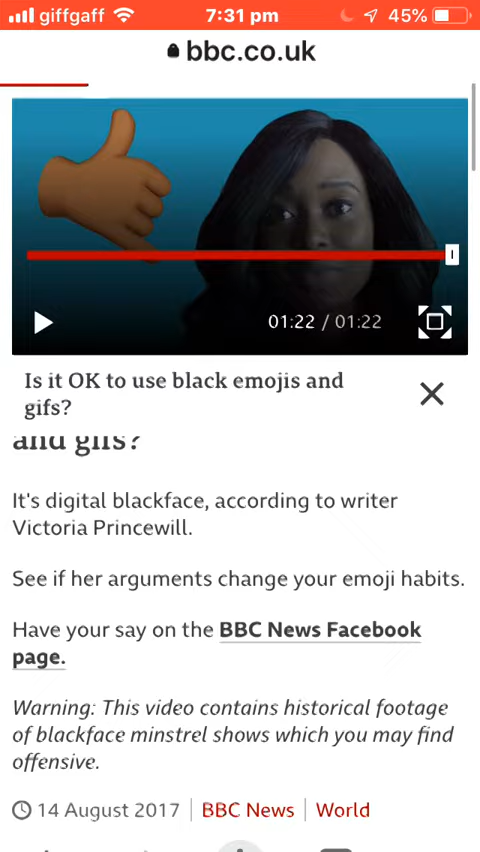 giffgaff 7:31 pm 45%
bbc.co.uk
01:22 / 01:22
Is it OK to use black emojis and
gifs?
and gifs?
It's digital blackface, according to writer
Victoria Princewill.
See if her arguments change your emoji habits.
Have your say on the BBC News Facebook
page.
Warning: This video contains historical footage
of blackface minstrel shows which you may find
offensive.
14 August 2017 | BBC News | World